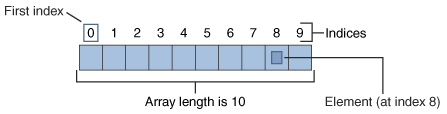 First index
0 1 2 3 4 5 6 7 8 9 Indices
Array length is 10
Element (at index 8)